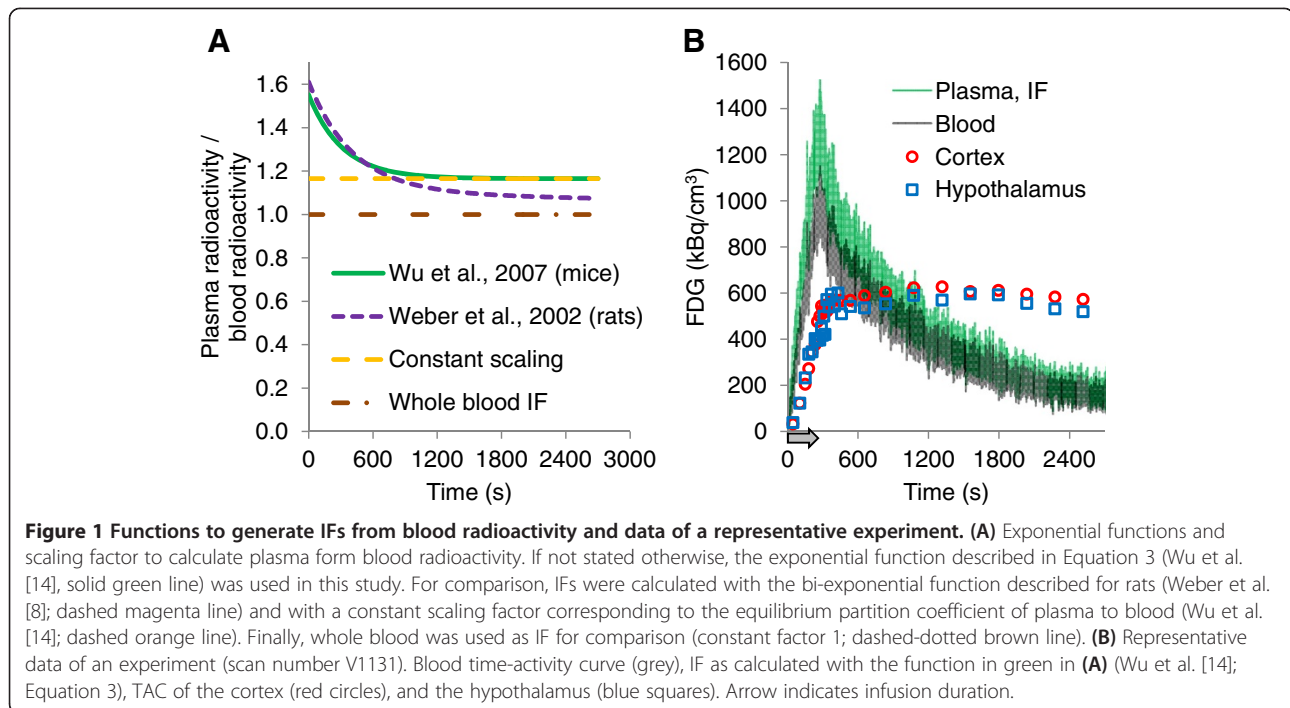 A
Plasma radioactivity /
blood radioactivity
1.6
1.4
1.2
1.0
0.8
0.6
0.4
0.2
0.0
Wu et al., 2007 (mice)
Weber et al., 2002 (rats)
Constant scaling
Whole blood IF
0 600 1200 1800 2400 3000
Time (s)
B
FDG (kBq/cm³)
1600
1400
1200
1000
800
600
400
200
0
Plasma, IF
Blood
Cortex
Hypothalamus
0 600 1200 1800 2400
Time (s)
Figure 1 Functions to generate IFs from blood radioactivity and data of a representative experiment. (A) Exponential functions and
scaling factor to calculate plasma form blood radioactivity. If not stated otherwise, the exponential function described in Equation 3 (Wu et al.
[14], solid green line) was used in this study. For comparison, IFs were calculated with the bi-exponential function described for rats (Weber et al.
[8]; dashed magenta line) and with a constant scaling factor corresponding to the equilibrium partition coefficient of plasma to blood (Wu et al.
[14]; dashed orange line). Finally, whole blood was used as IF for comparison (constant factor 1; dashed-dotted brown line). (B) Representative
data of an experiment (scan number V1131). Blood time-activity curve (grey), IF as calculated with the function in green in (A) (Wu et al. [14];
Equation 3), TAC of the cortex (red circles), and the hypothalamus (blue squares). Arrow indicates infusion duration.